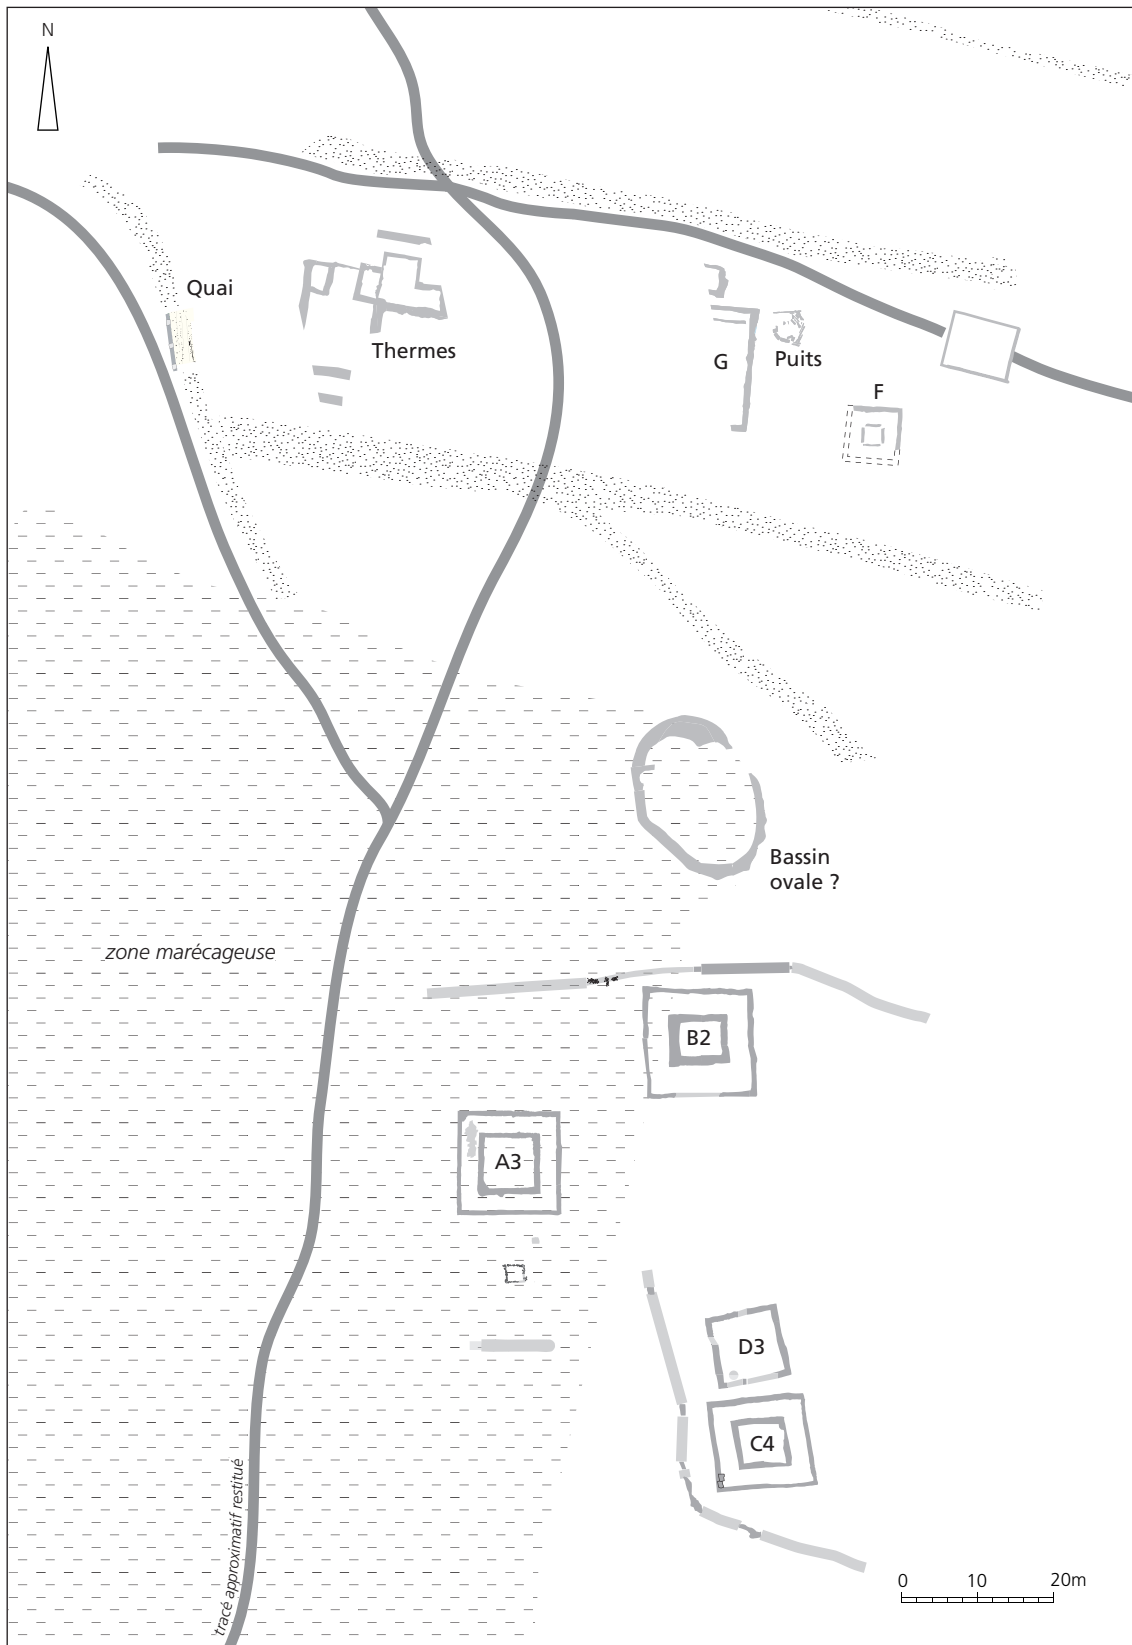 N
Quai
Thermes
G
Puits
F
Bassin
ovale ?
zone marécageuse
B2
A3
D3
C4
tracé approximatif restitué
0 10 20m